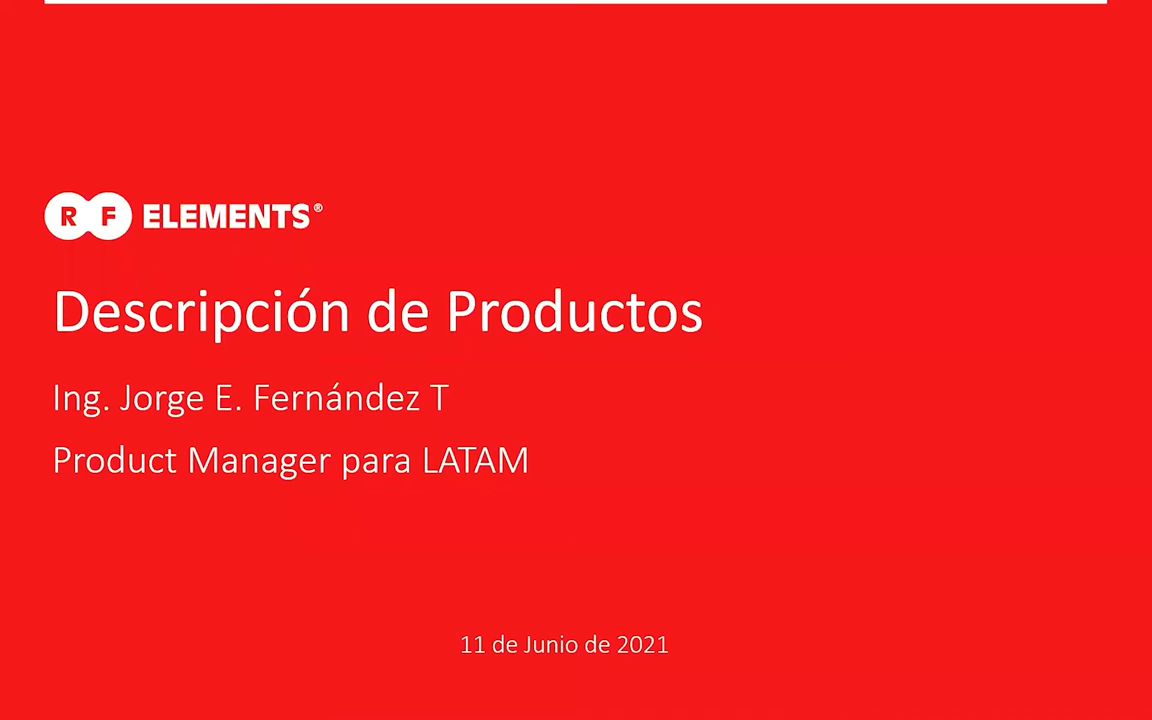 RF ELEMENTS®
Descripción de Productos
Ing. Jorge E. Fernández T
Product Manager para LATAM
11 de Junio de 2021